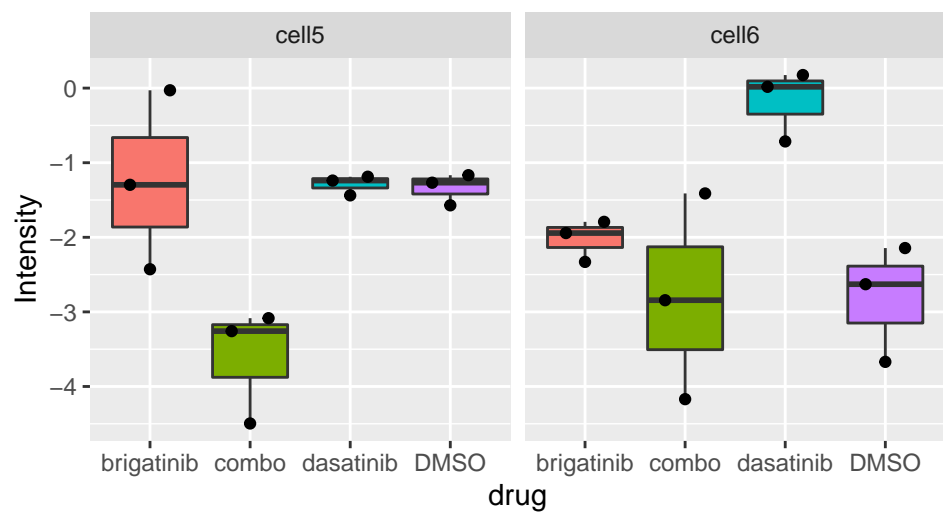 cell5 cell6
Intensity
0
−1
−2
−3
−4
brigatinib combo dasatinib DMSO brigatinib combo dasatinib DMSO
drug